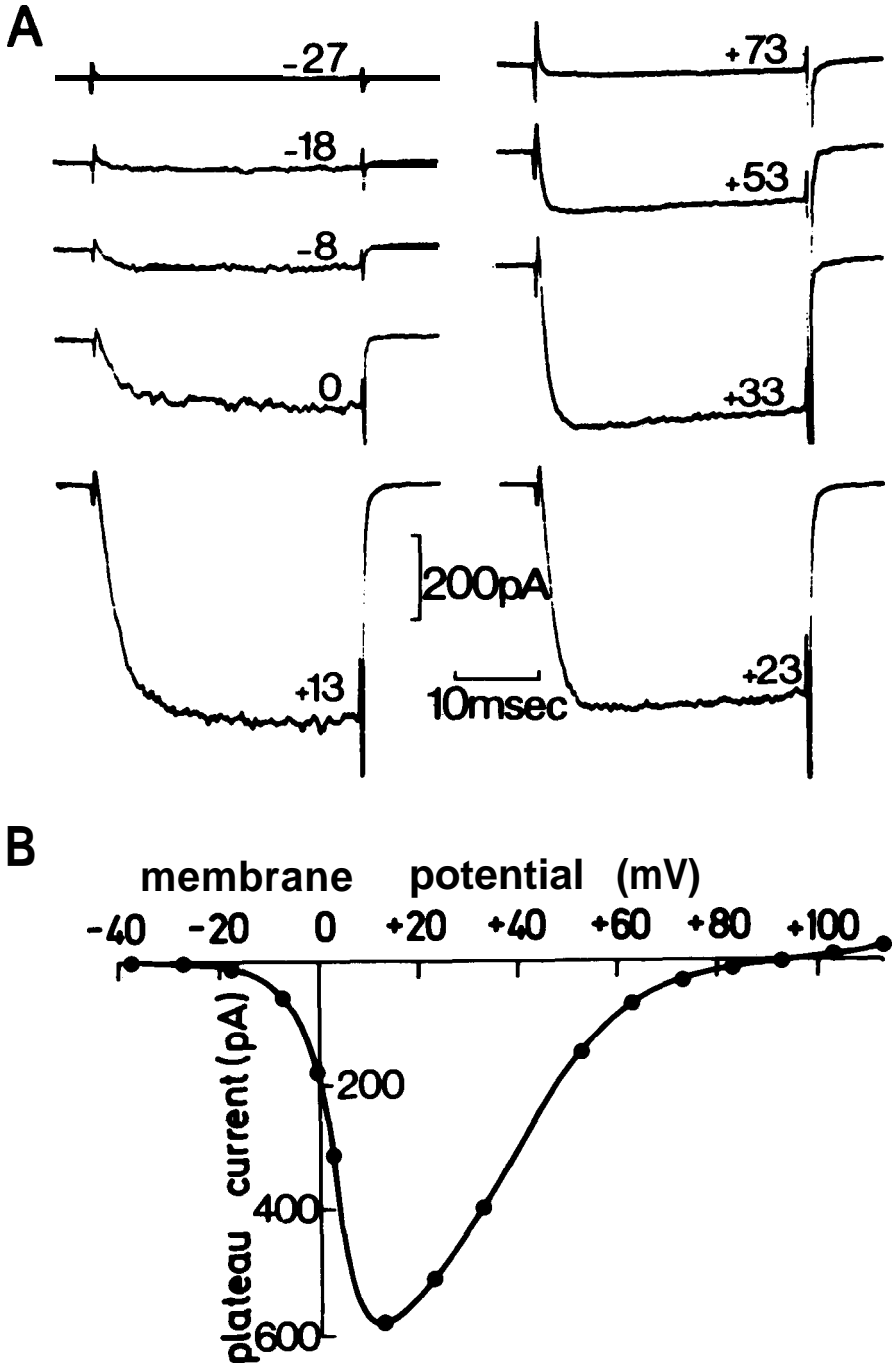 A
-27
+73
-18
+53
-8
0
+33
200pA
+13
10msec
+23
B
membrane potential (mV)
-40 -20 0 +20 +40 +60 +80 +100
200
400
600
plateau current (pA)